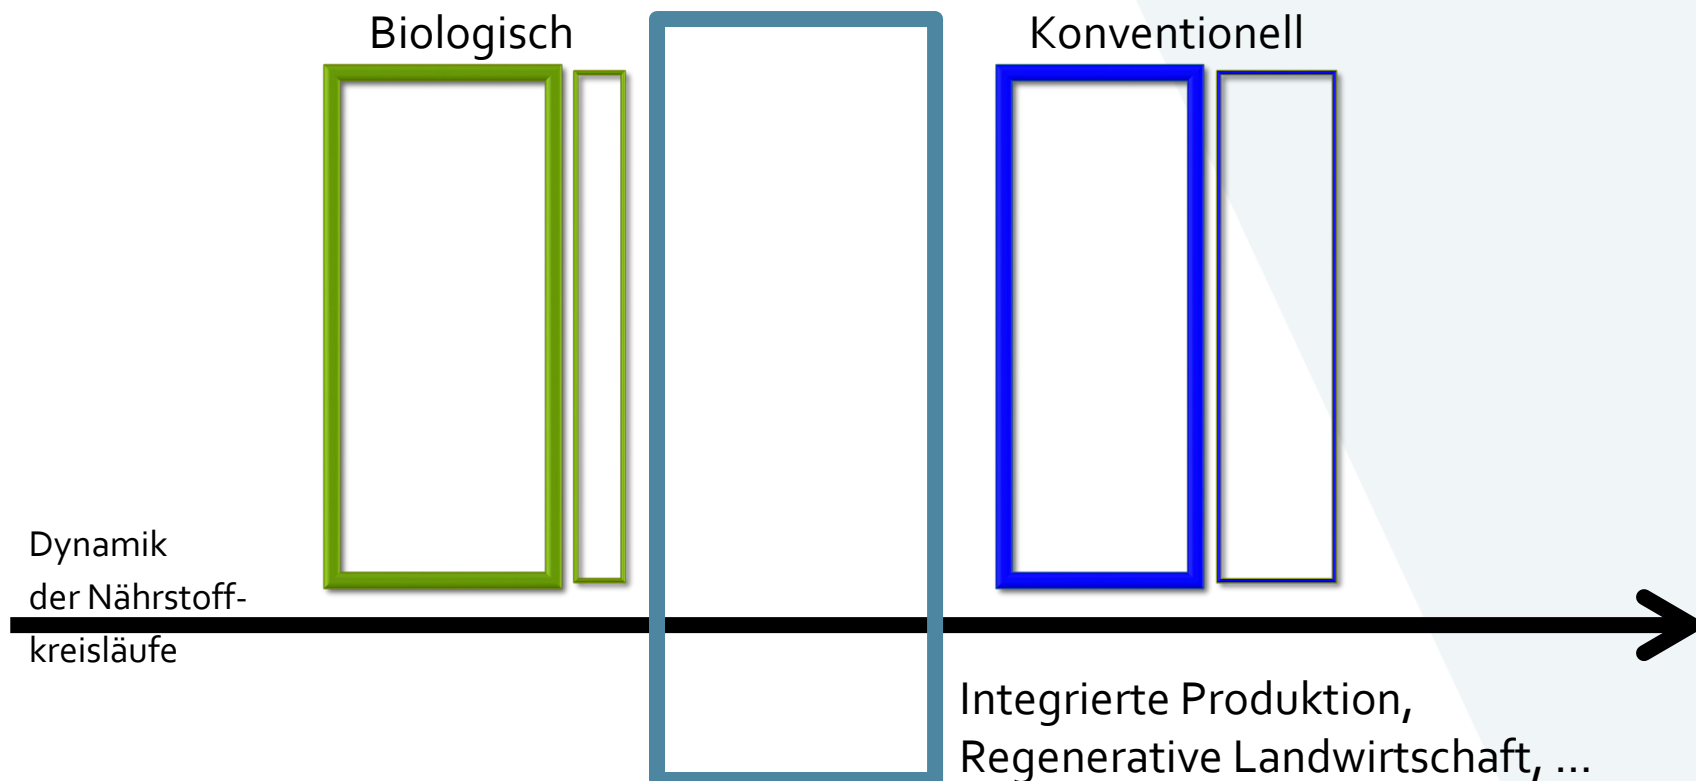 Biologisch
Konventionell
Dynamik
der Nährstoff-
kreisläufe
Integrierte Produktion,
Regenerative Landwirtschaft, ...